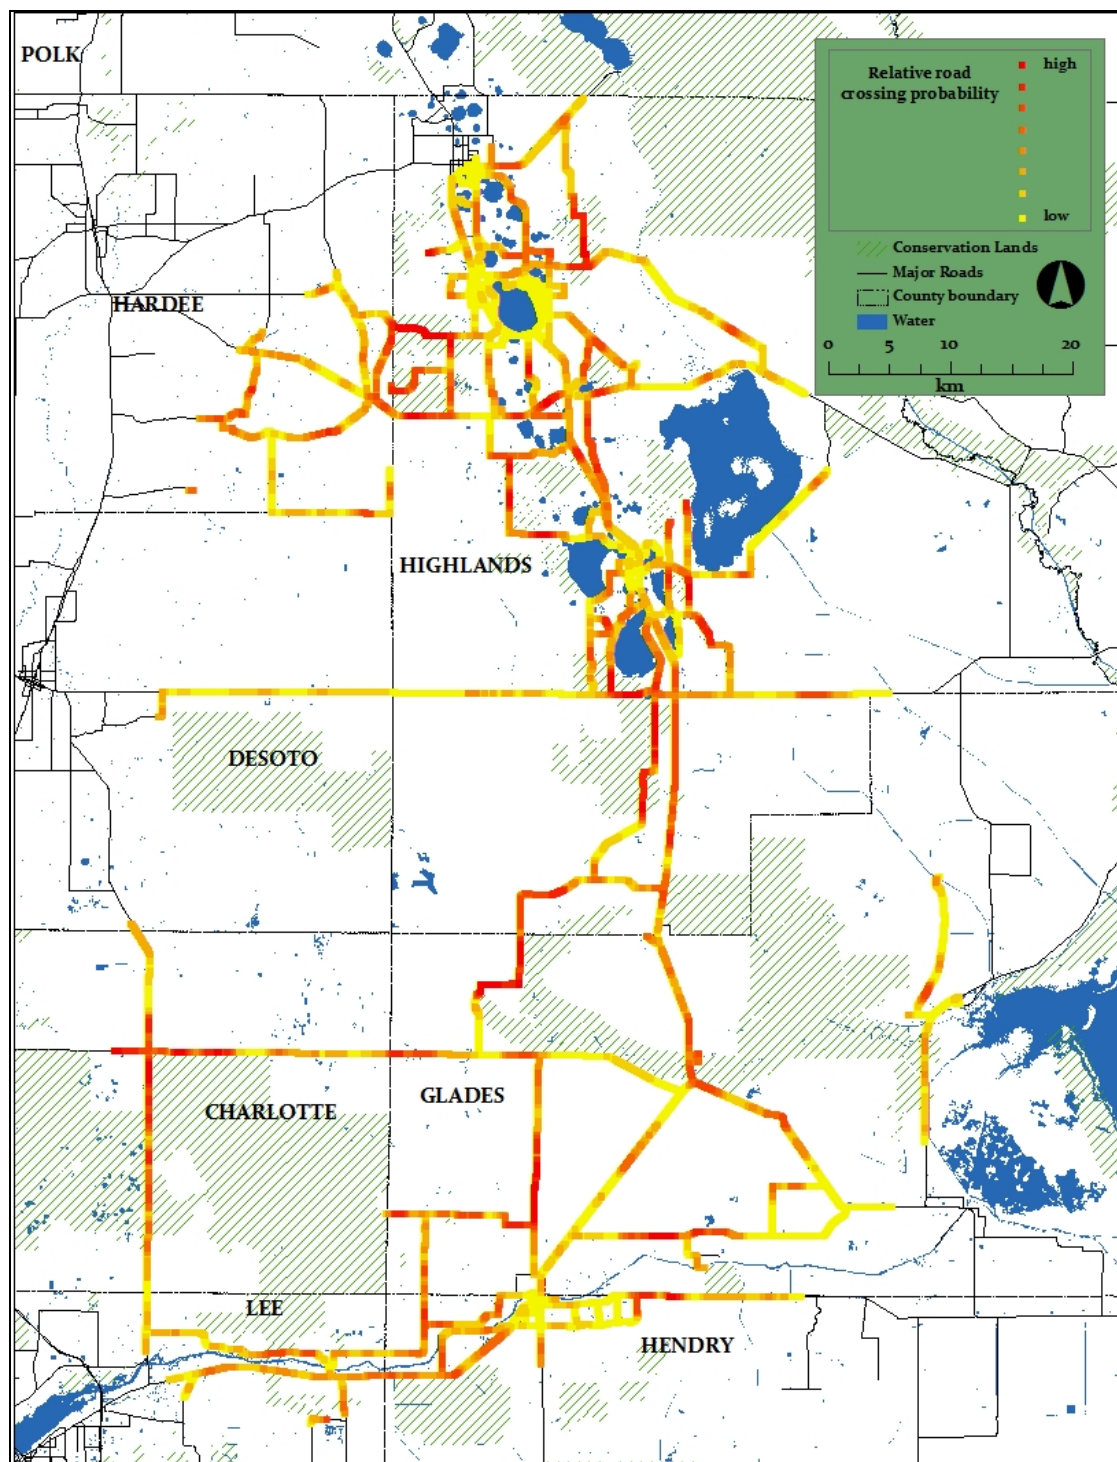 POLK
Relative road
crossing probability
high
low
Conservation Lands
Major Roads
County boundary
Water
0 5 10 20
km
HARDEE
HIGHLANDS
DESOTO
GLADES
CHARLOTTE
LEE
HENDRY